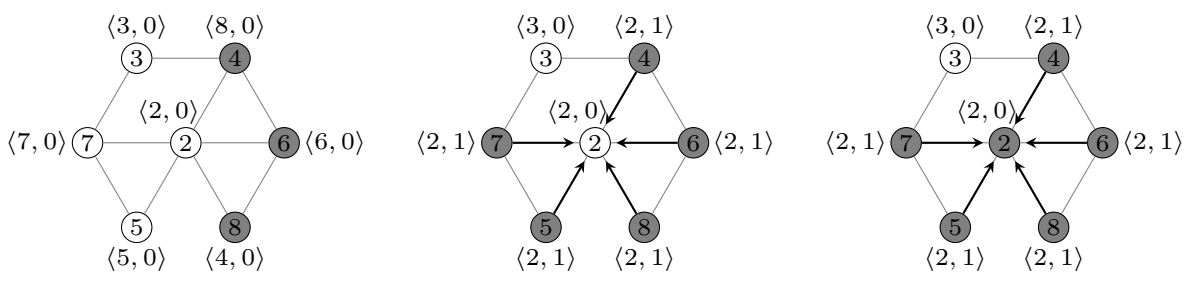 ⟨3, 0⟩ ⟨8, 0⟩ ⟨3, 0⟩ ⟨2, 1⟩ ⟨3, 0⟩ ⟨2, 1⟩
3 4 3 4 3 4
⟨2, 0⟩ ⟨2, 0⟩ ⟨2, 0⟩
⟨7, 0⟩ 7 2 6 ⟨6, 0⟩ ⟨2, 1⟩ 7 2 6 ⟨2, 1⟩ ⟨2, 1⟩ 7 2 6 ⟨2, 1⟩
5 8 5 8 5 8
⟨5, 0⟩ ⟨4, 0⟩ ⟨2, 1⟩ ⟨2, 1⟩ ⟨2, 1⟩ ⟨2, 1⟩